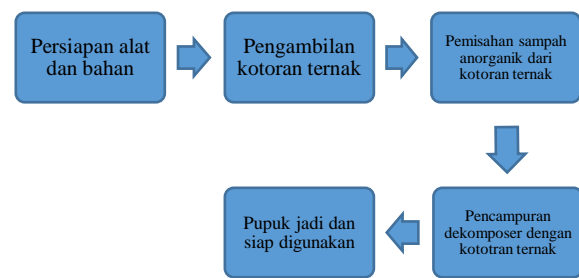 Persiapan alat
dan bahan
Pengambilan
kotoran ternak
Pemisahan sampah
anorganik dari
kotoran ternak
Pencampuran
dekomposer dengan
kototran ternak
Pupuk jadi dan
siap digunakan